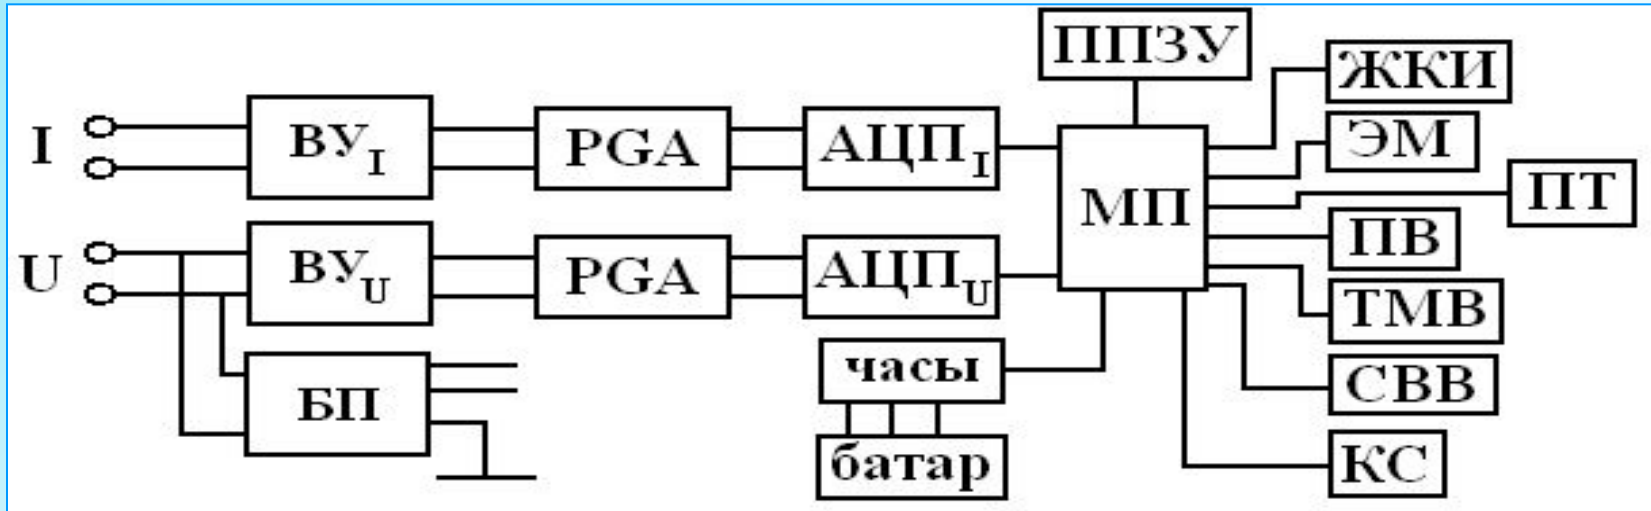 ППЗУ
ЖКИ
I ВУI PGA АЦПI
ЭМ
МП
ПТ
U ВУU PGA АЦПU
ПВ
ТМВ
часы
СВВ
БП
батар
КС